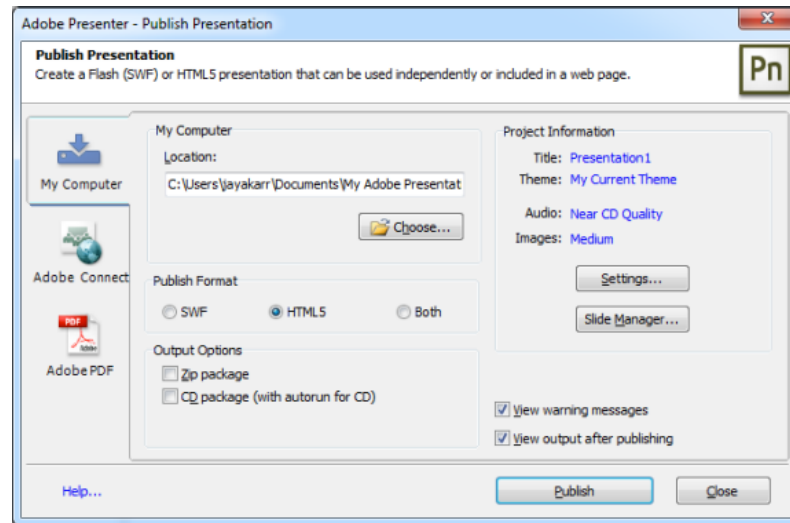 Adobe Presenter - Publish Presentation
Publish Presentation
Create a Flash (SWF) or HTML5 presentation that can be used independently or included in a web page.
Pn
My Computer
Adobe Connect
PDF
Adobe
Adobe PDF
My Computer
Location:
C:\Users\jayakarr\Documents\My Adobe Presentat
Choose...
Publish Format
SWF
HTML5
Both
Output Options
Zip package
CD package (with autorun for CD)
Project Information
Title: Presentation1
Theme: My Current Theme
Audio: Near CD Quality
Images: Medium
Settings...
Slide Manager...
View warning messages
View output after publishing
Help...
Publish
Close